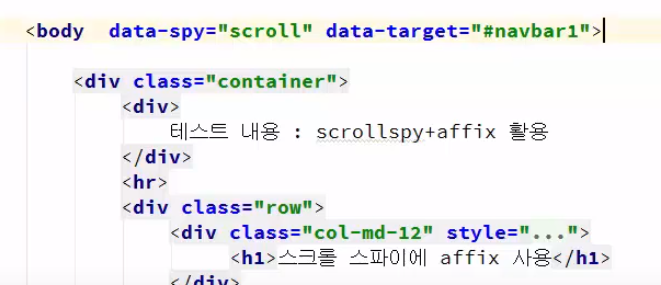 <body  data-spy="scroll" data-target="#navbar1">
<div class="container">
<div>
테스트 내용 : scrollspy+affix 활용
</div>
<hr>
<div class="row">
<div class="col-md-12" style="...">
<h1>스크롤 스파이에 affix 사용</h1>
</div>